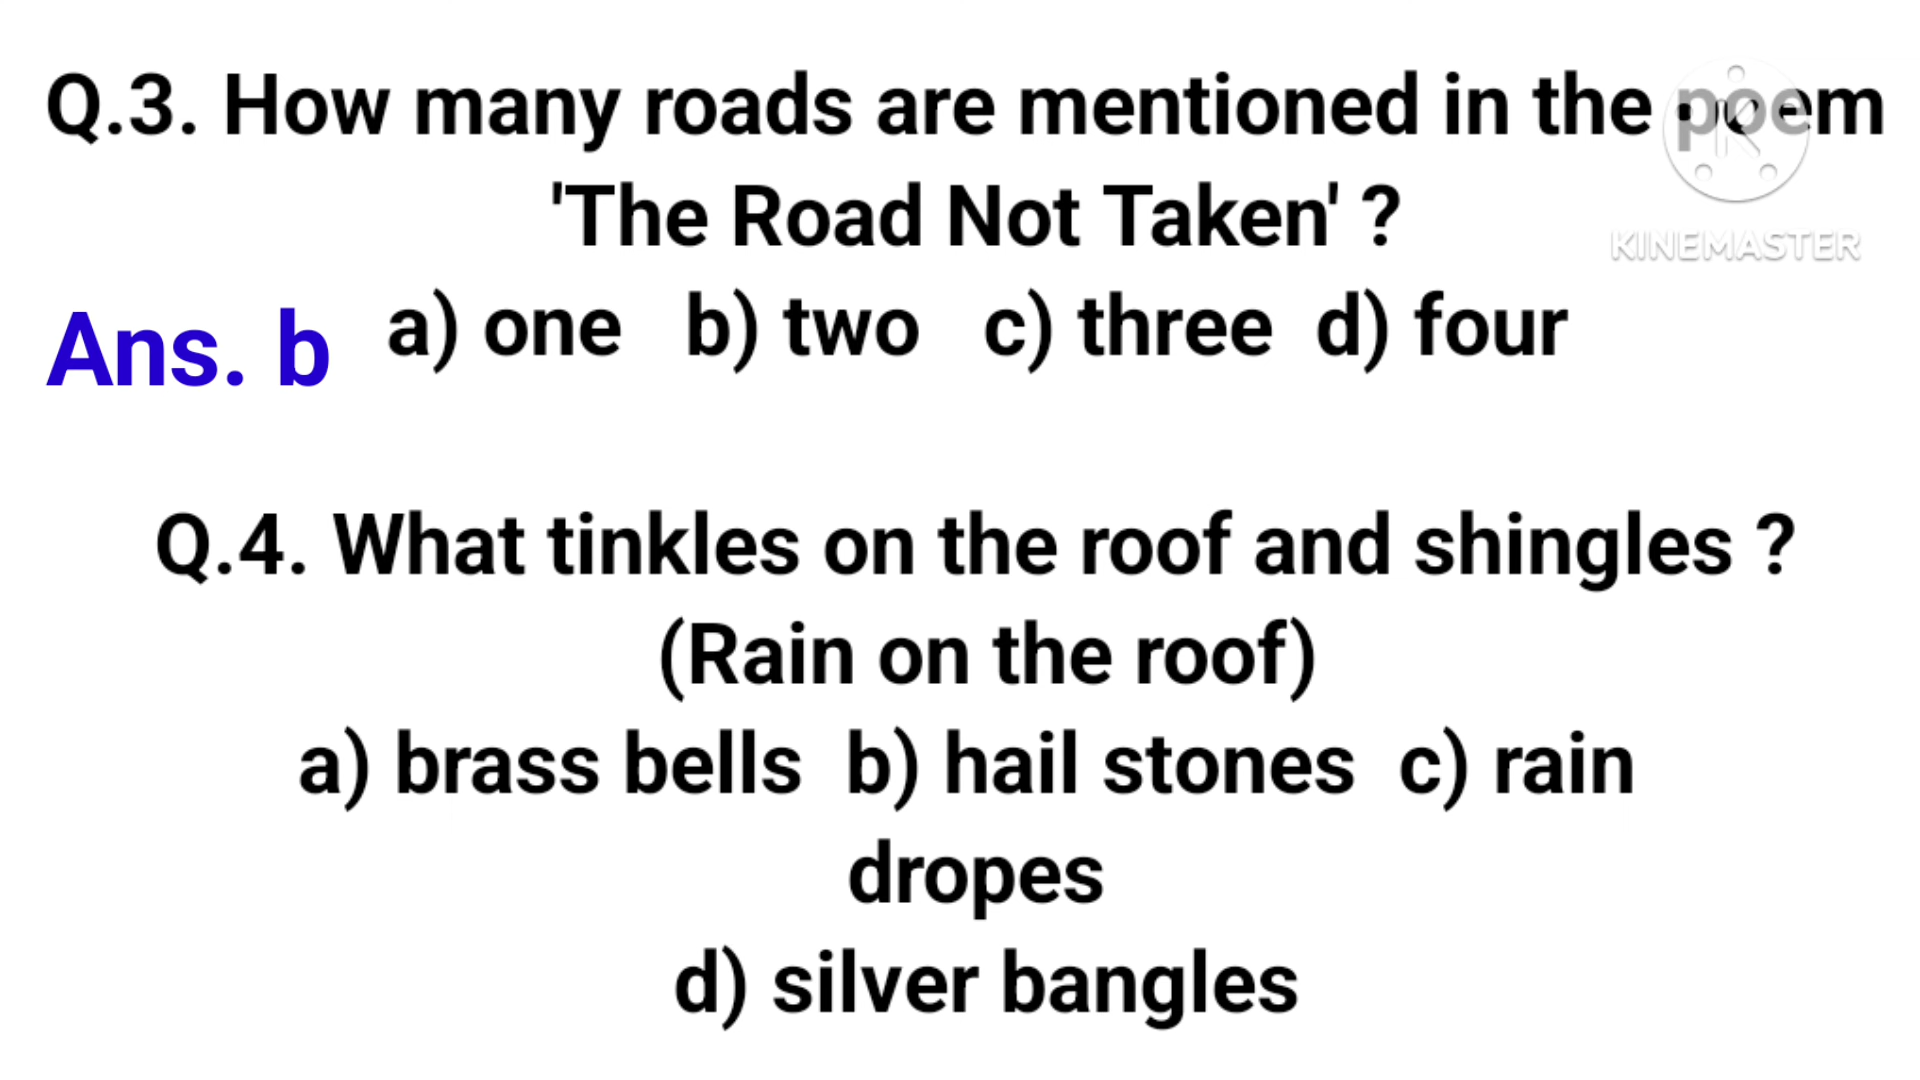 Q.3. How many roads are mentioned in the poem
'The Road Not Taken' ?
Ans. b a) one b) two c) three d) four
KINEMASTER
Q.4. What tinkles on the roof and shingles ?
(Rain on the roof)
a) brass bells b) hail stones c) rain
dropes
d) silver bangles